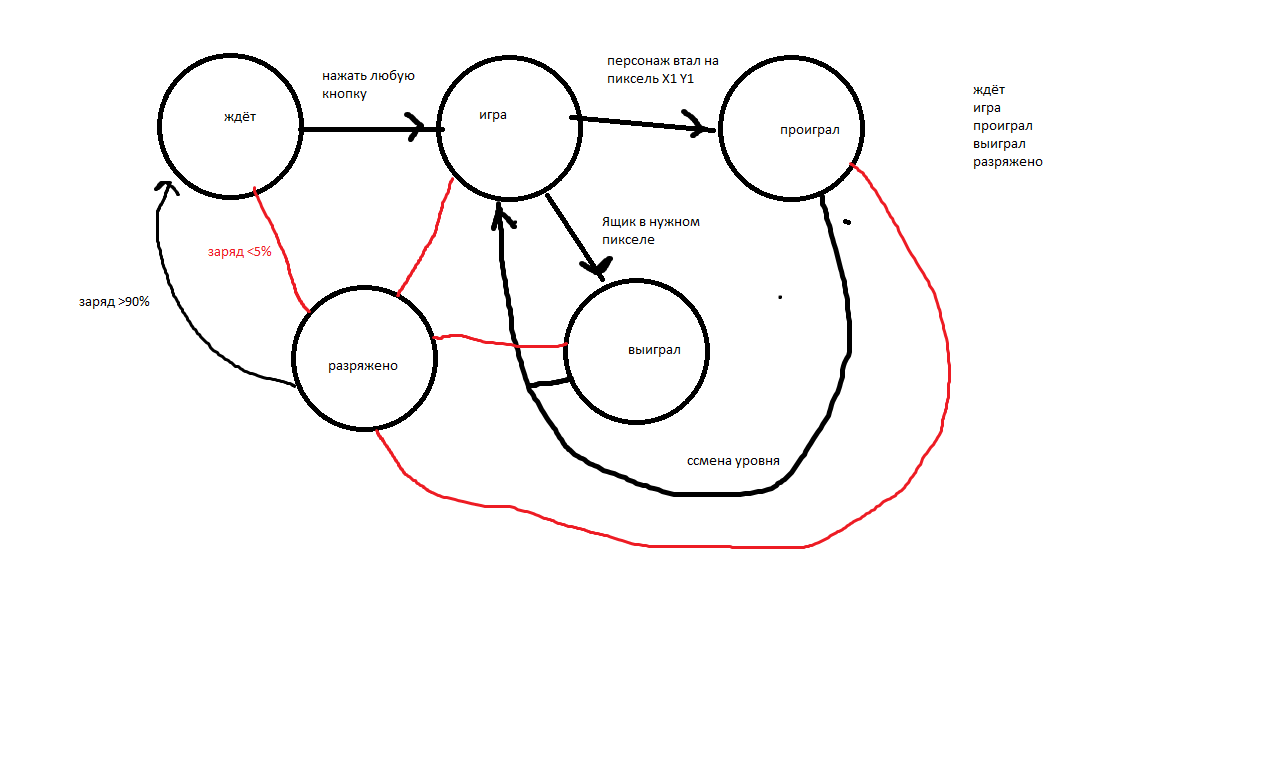 ждёт
нажать любую
кнопку
игра
персонаж втал на
пиксель X1 Y1
проиграл
ждёт
игра
проиграл
выиграл
разряжено
заряд <5%
заряд >90%
Ящик в нужном
пикселе
разряжено
выиграл
ссмена уровня